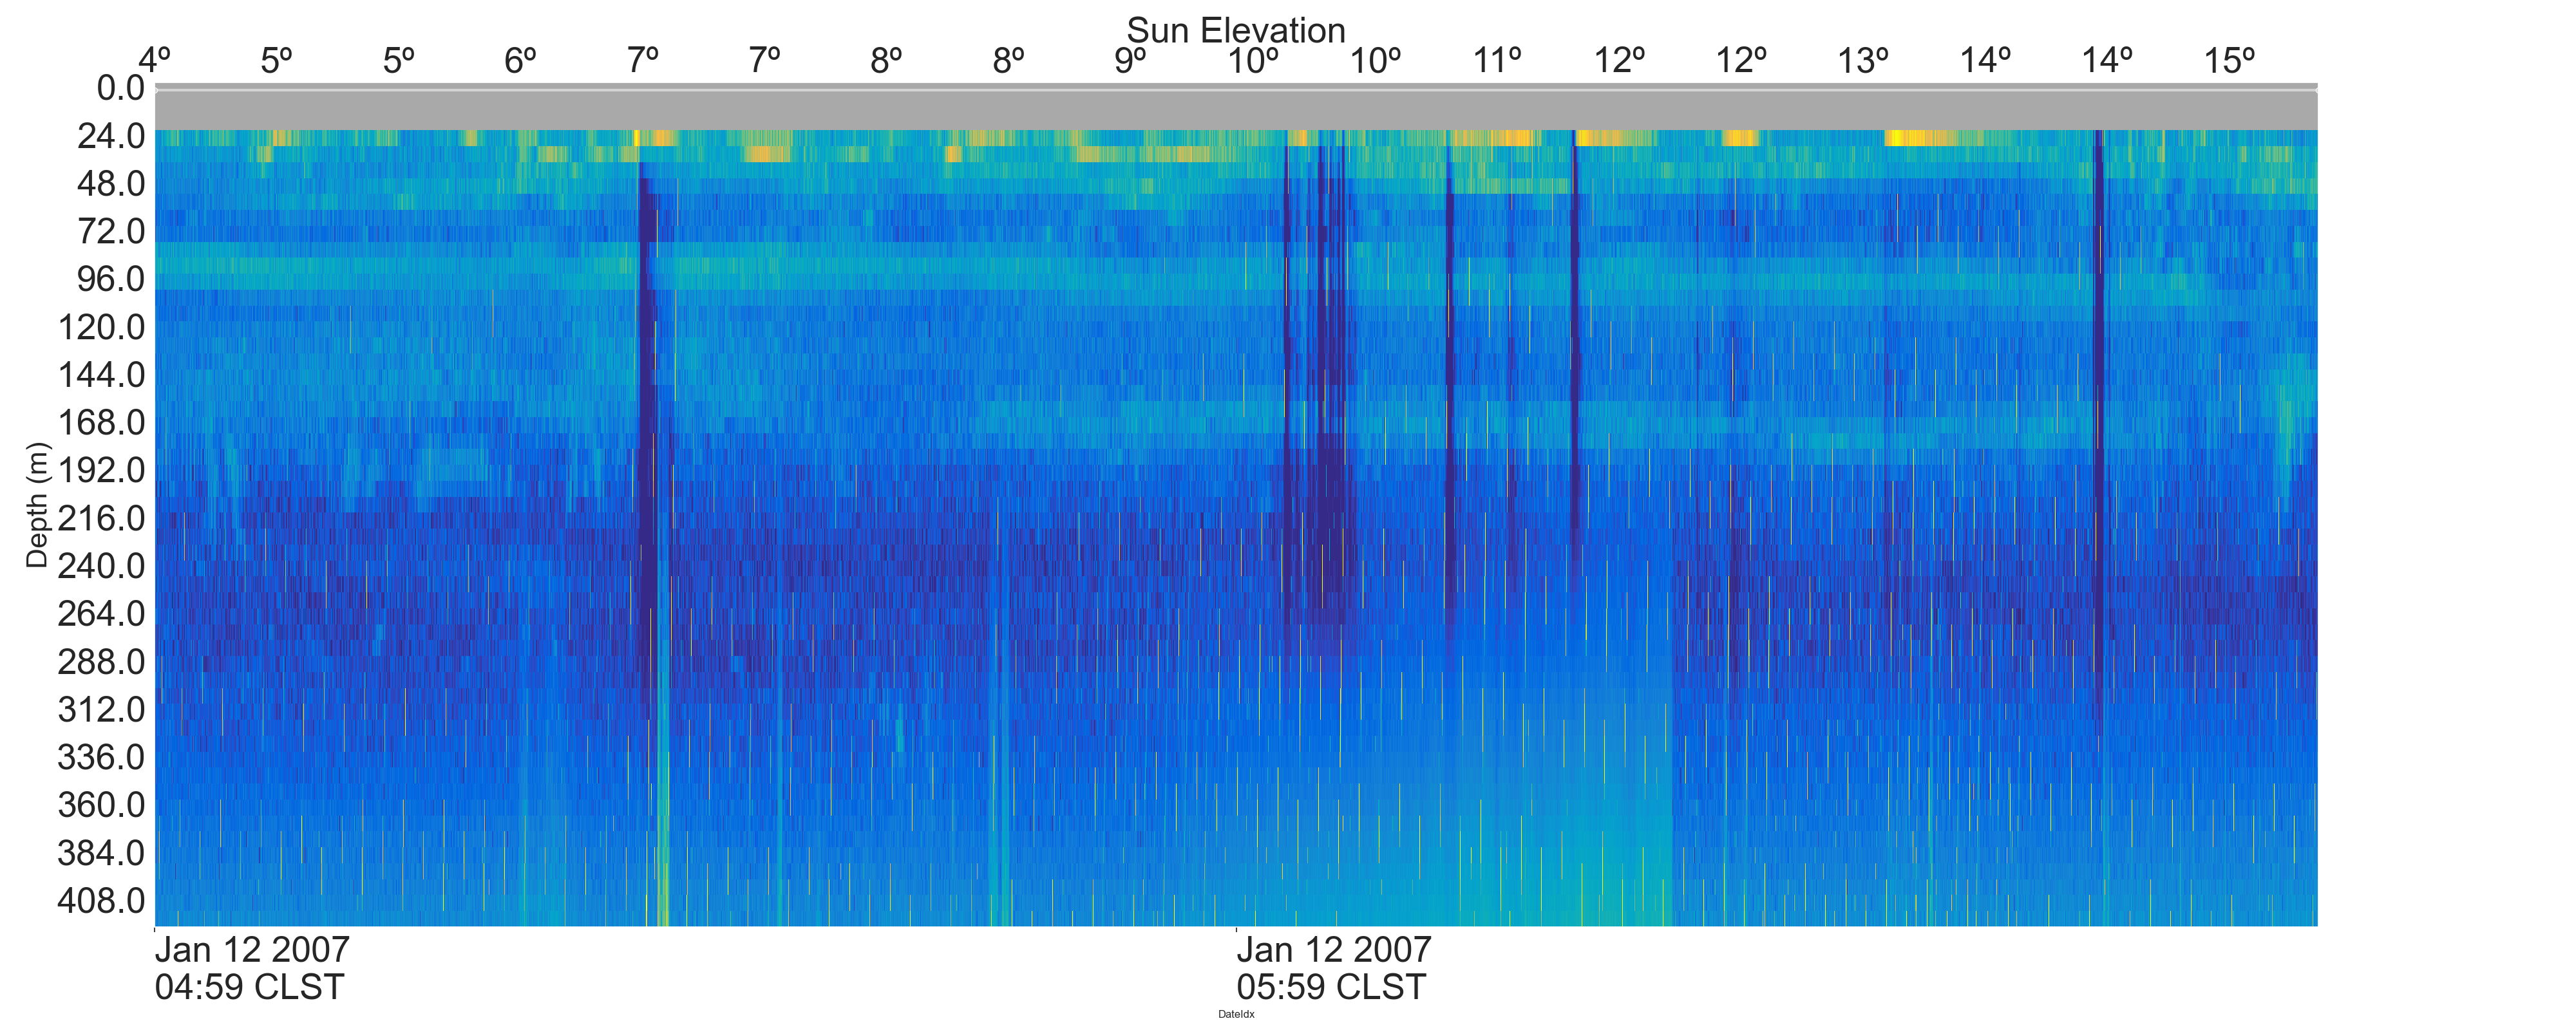 Sun Elevation
4º 5º 5º 6º 7º 7º 8º 8º 9º 10º 10º 11º 12º 12º 13º 14º 14º 15º
0.0
24.0
48.0
72.0
96.0
120.0
144.0
168.0
192.0
216.0
240.0
264.0
288.0
312.0
336.0
360.0
384.0
408.0
Depth (m)
Jan 12 2007
04:59 CLST
Jan 12 2007
05:59 CLST
DateIdx